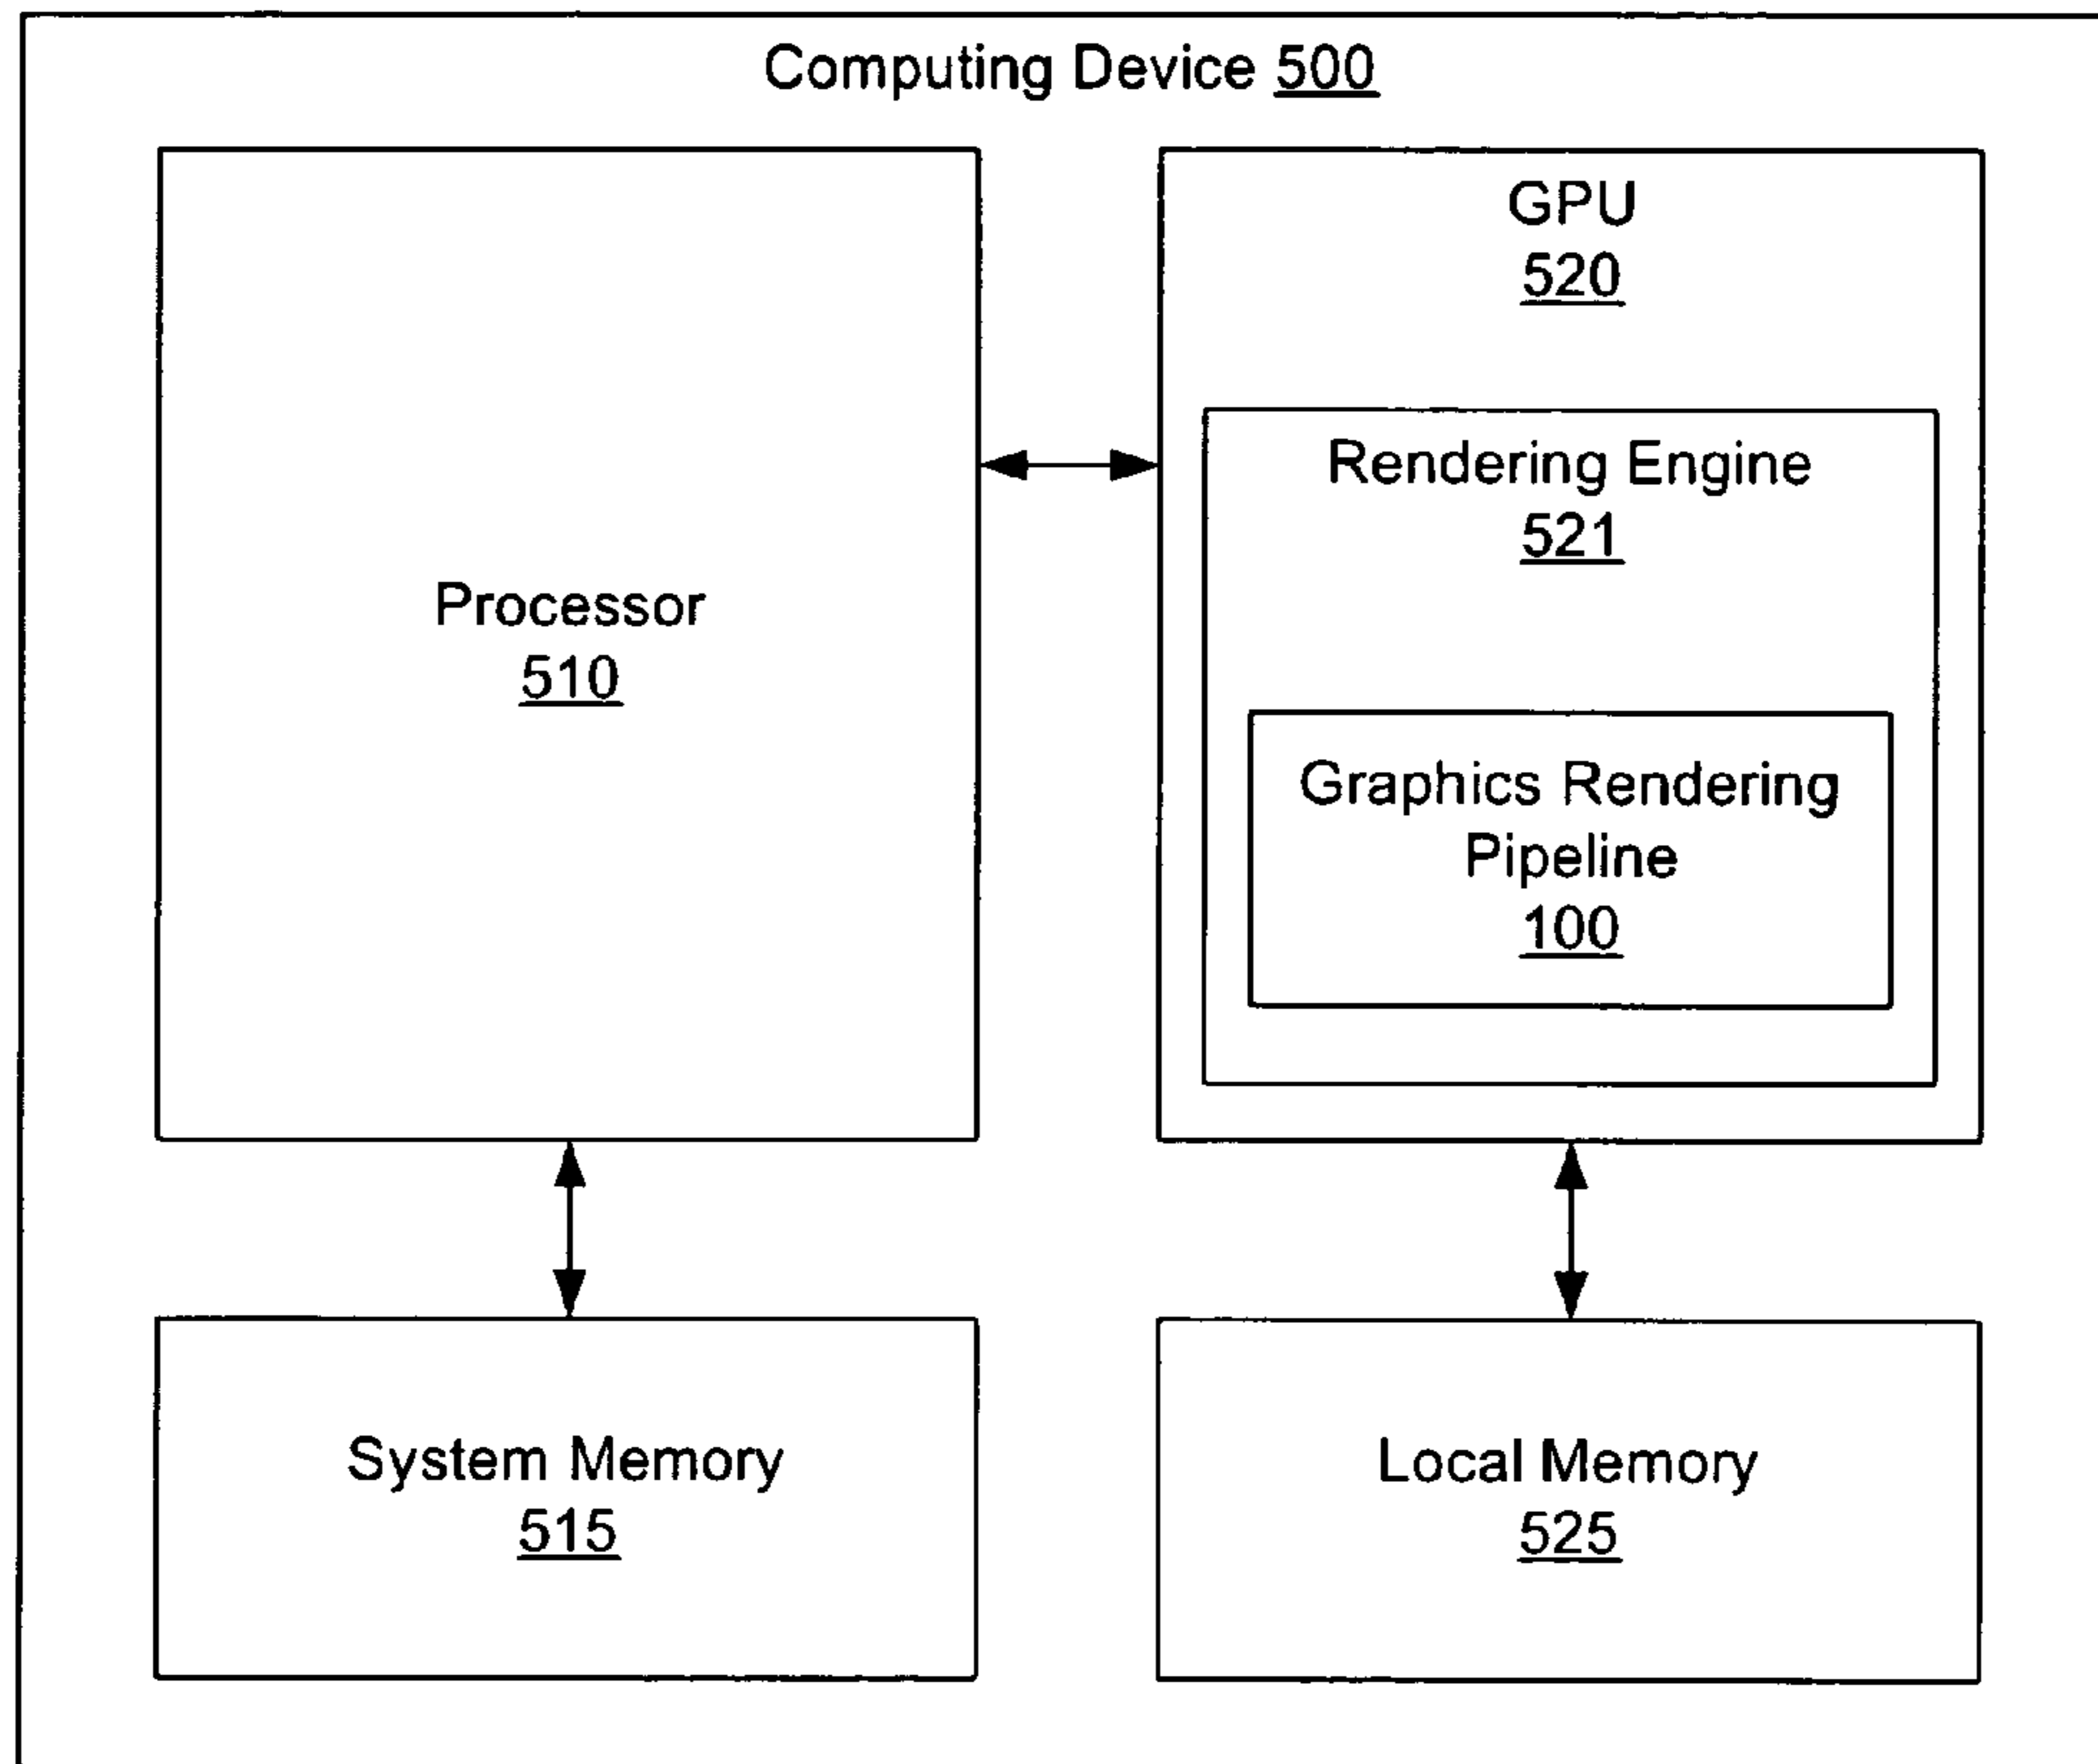 Computing Device 500
Processor
510
GPU
520
Rendering Engine
521
Graphics Rendering
Pipeline
100
System Memory
515
Local Memory
525